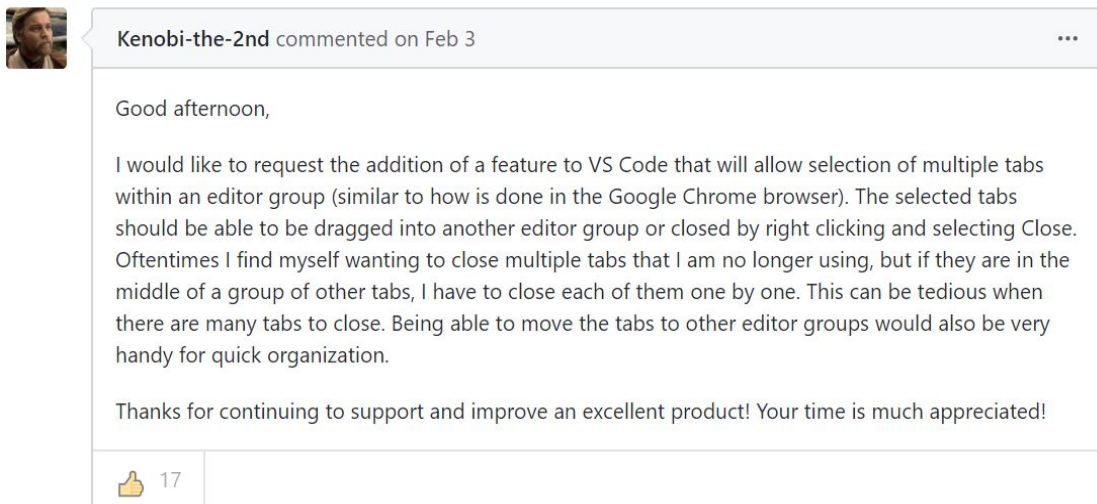 Kenobi-the-2nd commented on Feb 3
Good afternoon,
I would like to request the addition of a feature to VS Code that will allow selection of multiple tabs
within an editor group (similar to how is done in the Google Chrome browser). The selected tabs
should be able to be dragged into another editor group or closed by right clicking and selecting Close.
Oftentimes I find myself wanting to close multiple tabs that I am no longer using, but if they are in the
middle of a group of other tabs, I have to close each of them one by one. This can be tedious when
there are many tabs to close. Being able to move the tabs to other editor groups would also be very
handy for quick organization.
Thanks for continuing to support and improve an excellent product! Your time is much appreciated!
17